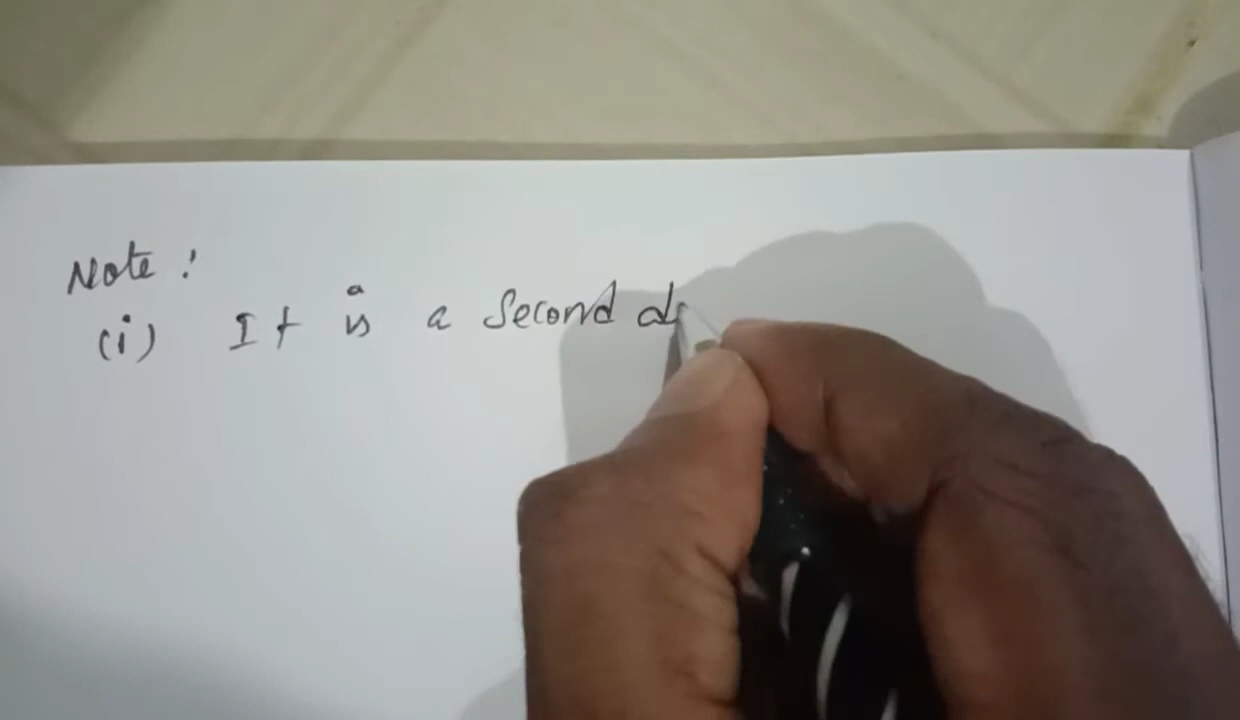 Note :
(i) It is a Second